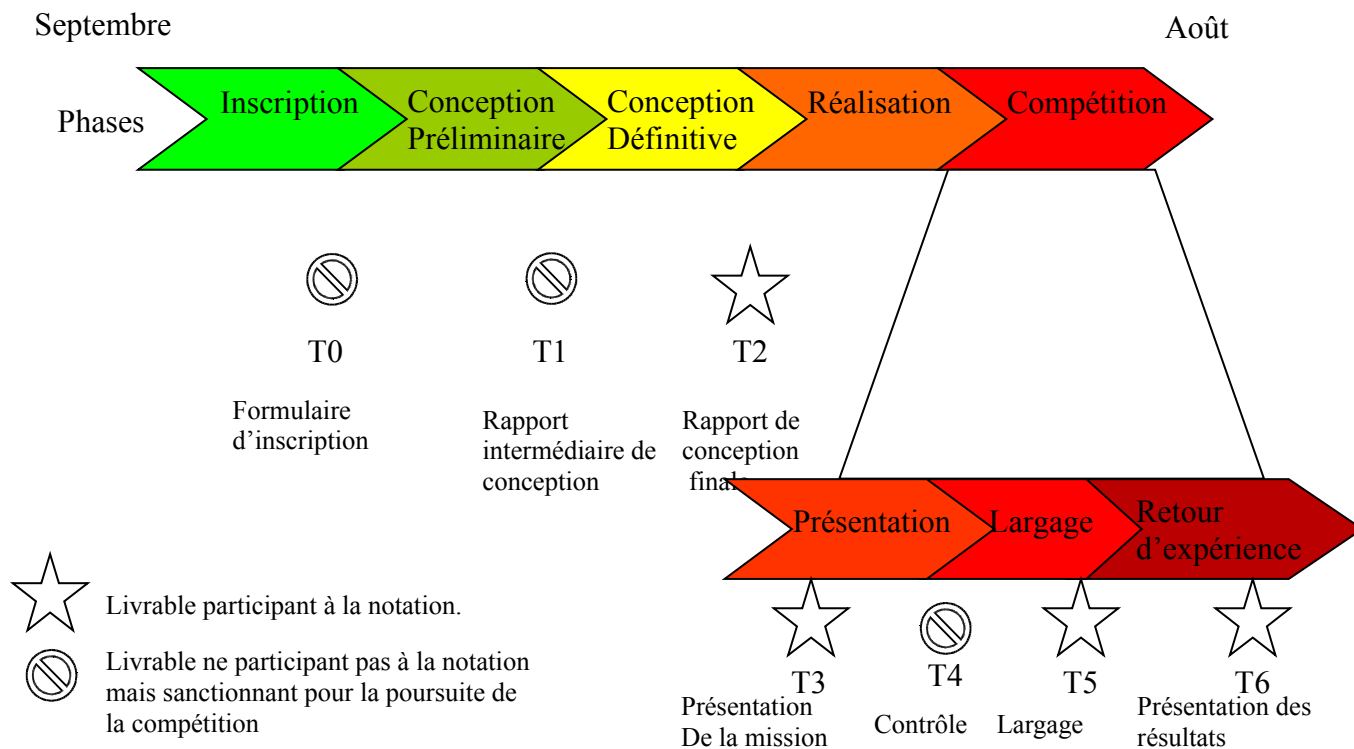 Septembre
Août
Phases
Inscription
Conception
Préliminaire
Conception
Définitive
Réalisation
Compétition
T0
T1
T2
Formulaire
d’inscription
Rapport
intermédiaire de
conception
Rapport de
conception
finale
Présentation
Largage
Retour
d’expérience
Livrable participant à la notation.
Livrable ne participant pas à la notation
mais sanctionnant pour la poursuite de
la compétition
T3
T4
T5
T6
Présentation
De la mission
Contrôle
Largage
Présentation des
résultats